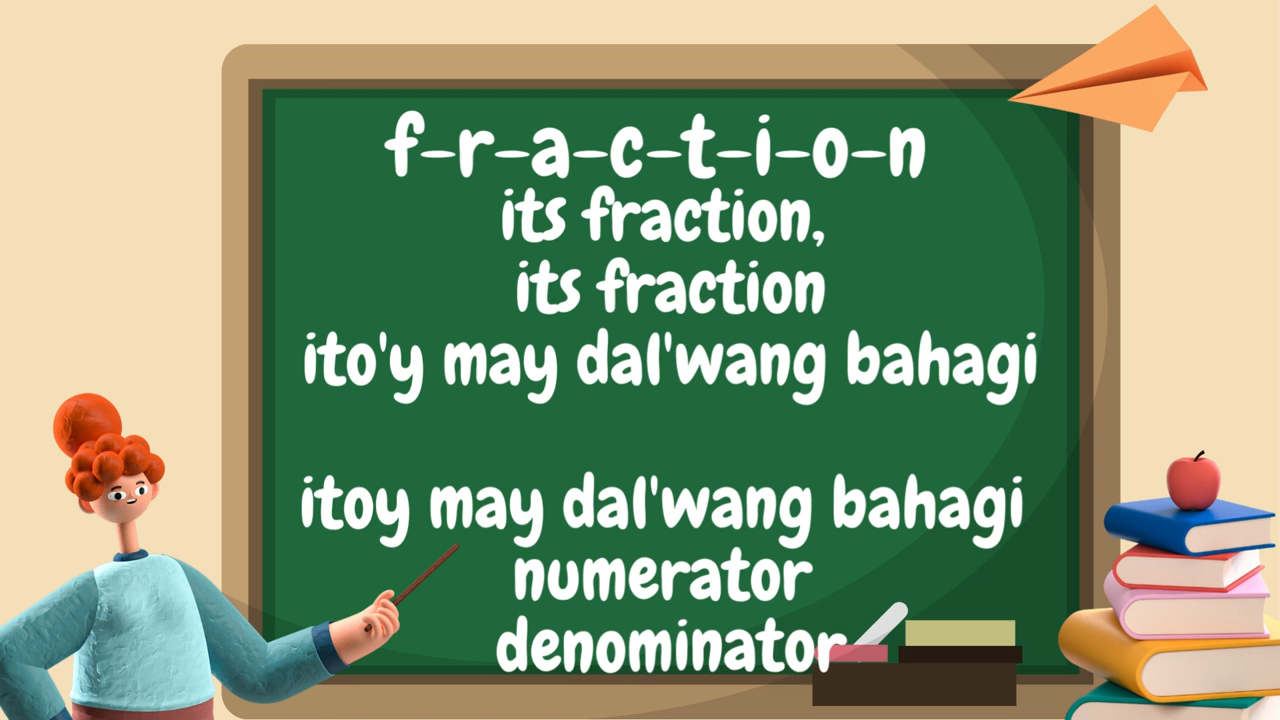 f-r-a-c-t-i-o-n
its fraction,
its fraction
ito'y may dal'wang bahagi
itoy may dal'wang bahagi
numerator
denominator